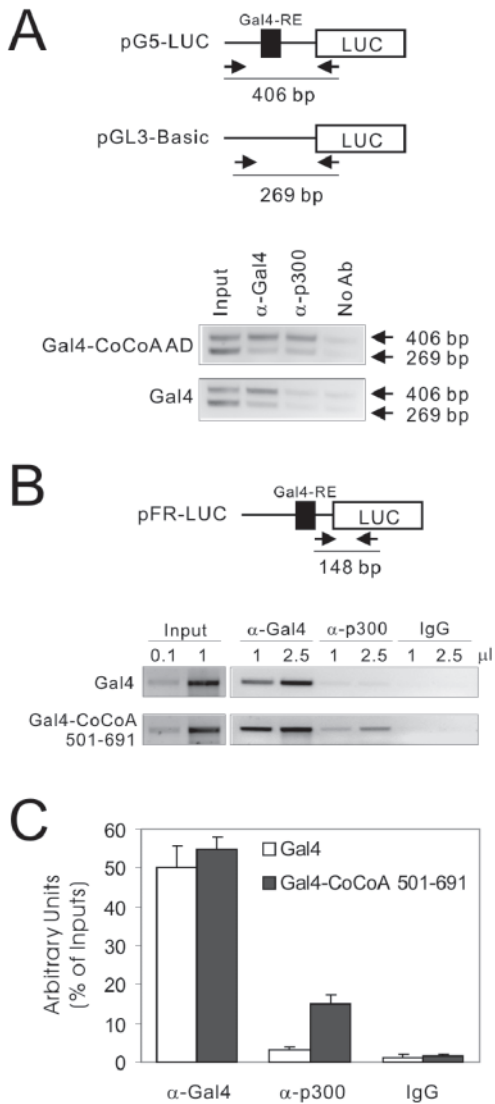 A
Gal4-RE
pG5-LUC
LUC
406 bp
pGL3-Basic
LUC
269 bp
Input
α-Gal4
α-p300
No Ab
Gal4-CoCoA AD
406 bp
269 bp
Gal4
406 bp
269 bp
B
Gal4-RE
pFR-LUC
LUC
148 bp
Input α-Gal4 α-p300 IgG
0.1 1 1 2.5 1 2.5 1 2.5 μl
Gal4
Gal4-CoCoA
501-691
C
Arbitrary Units
(% of Inputs)
60
50
40
30
20
10
0
Gal4
Gal4-CoCoA 501-691
α-Gal4 α-p300 IgG